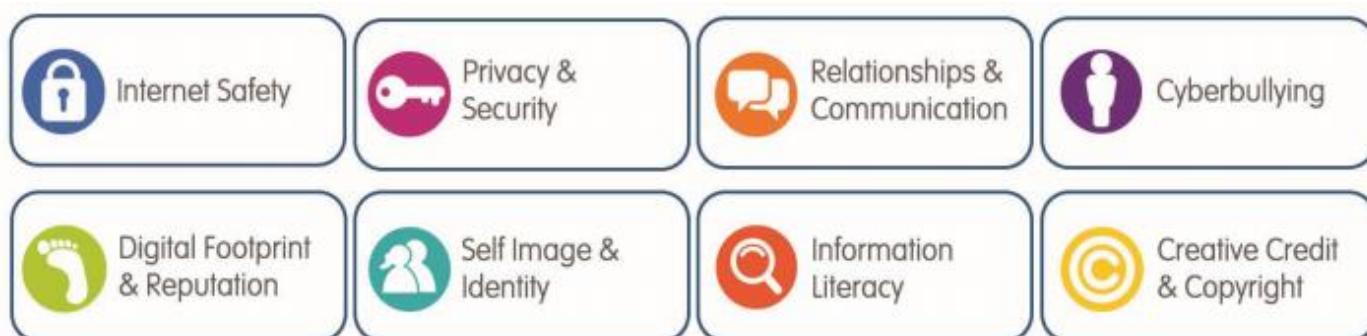 Internet Safety
Privacy &
Security
Relationships &
Communication
Cyberbullying
Digital Footprint
& Reputation
Self Image &
Identity
Information
Literacy
Creative Credit
& Copyright